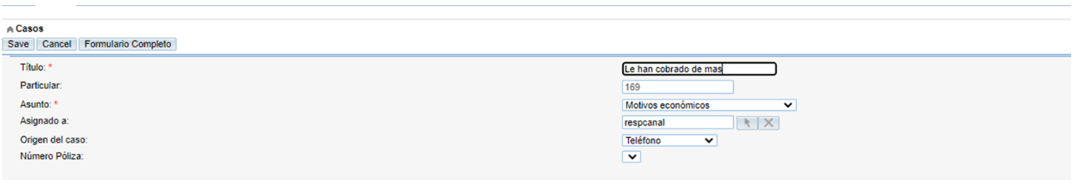 Casos
Save Cancel Formulario Completo
Título: * Le han cobrado de mas
Particular: 169
Asunto: * Motivos económicos
Asignado a: respcanal
Origen del caso: Teléfono
Número Póliza: